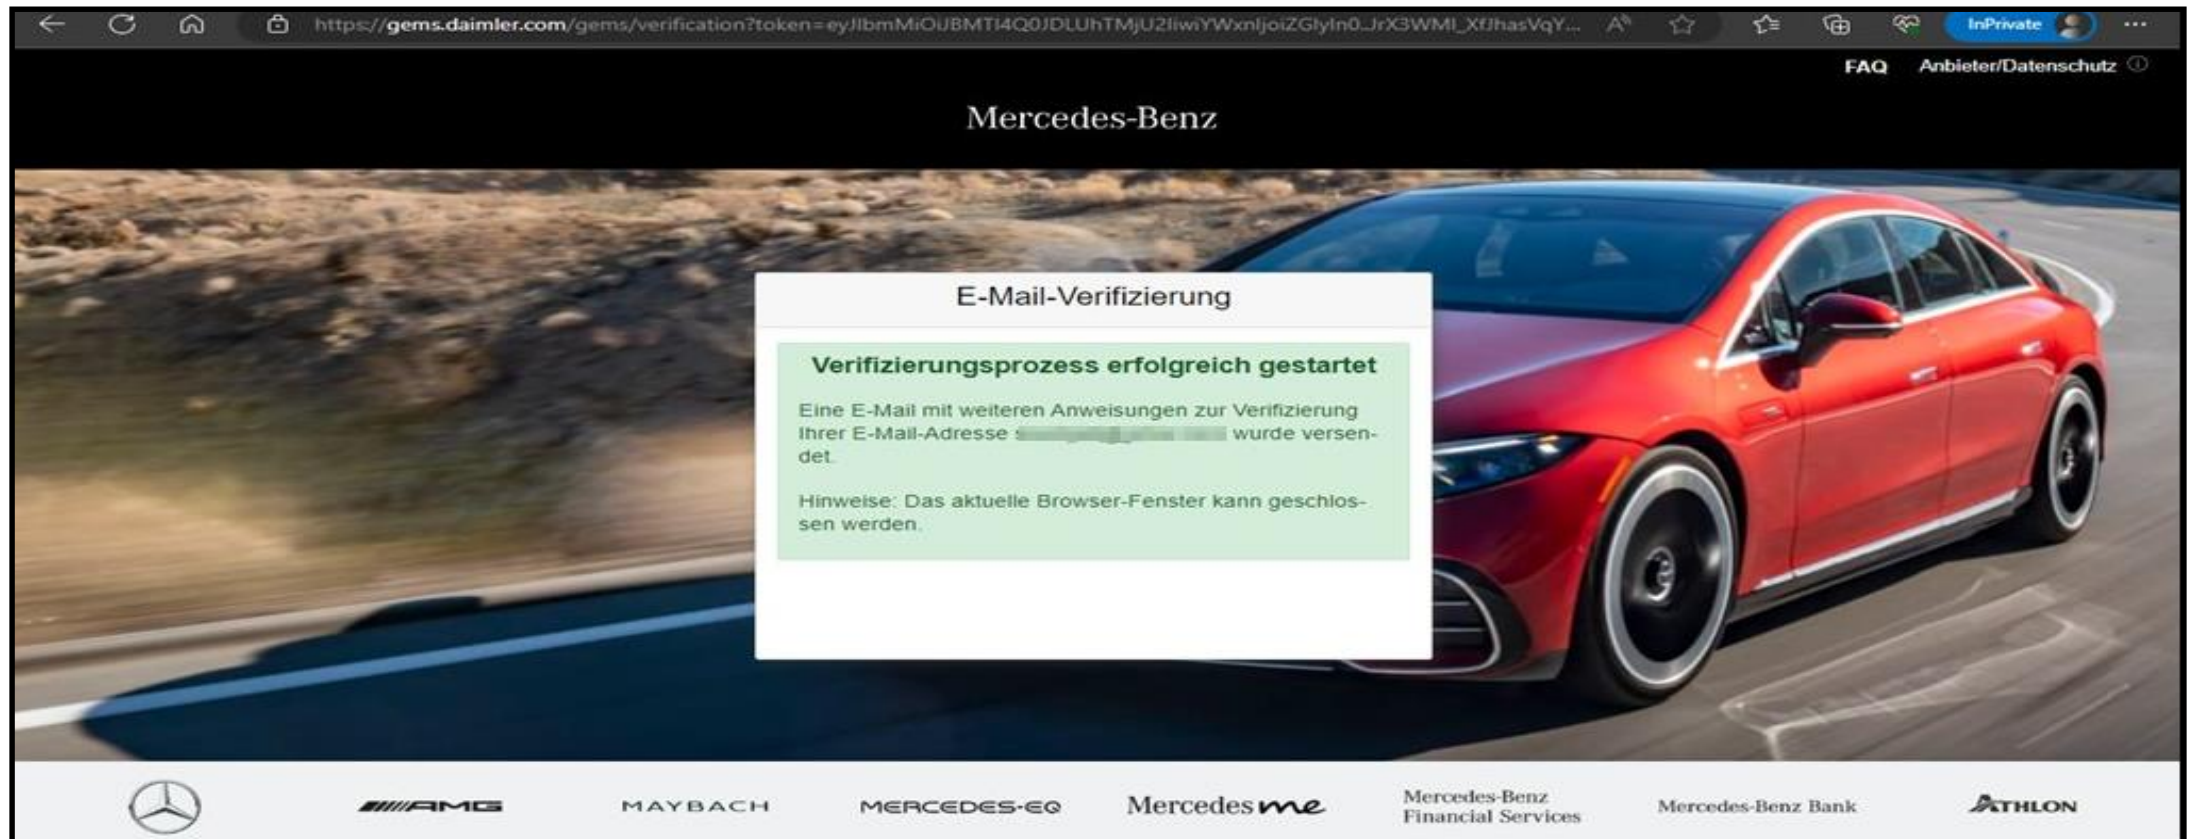 https://gems.daimler.com/gems/verification?token=
InPrivate
FAQ Anbieter/Datenschutz
Mercedes-Benz
E-Mail-Verifizierung
Verifizierungsprozess erfolgreich gestartet
Eine E-Mail mit weiteren Anweisungen zur Verifizierung
Ihrer E-Mail-Adresse wurde versen-
det.
Hinweise: Das aktuelle Browser-Fenster kann geschlos-
sen werden.
AMG
MAYBACH
MERCEDES-EQ
Mercedes me
Mercedes-Benz
Financial Services
Mercedes-Benz Bank
ATHLON